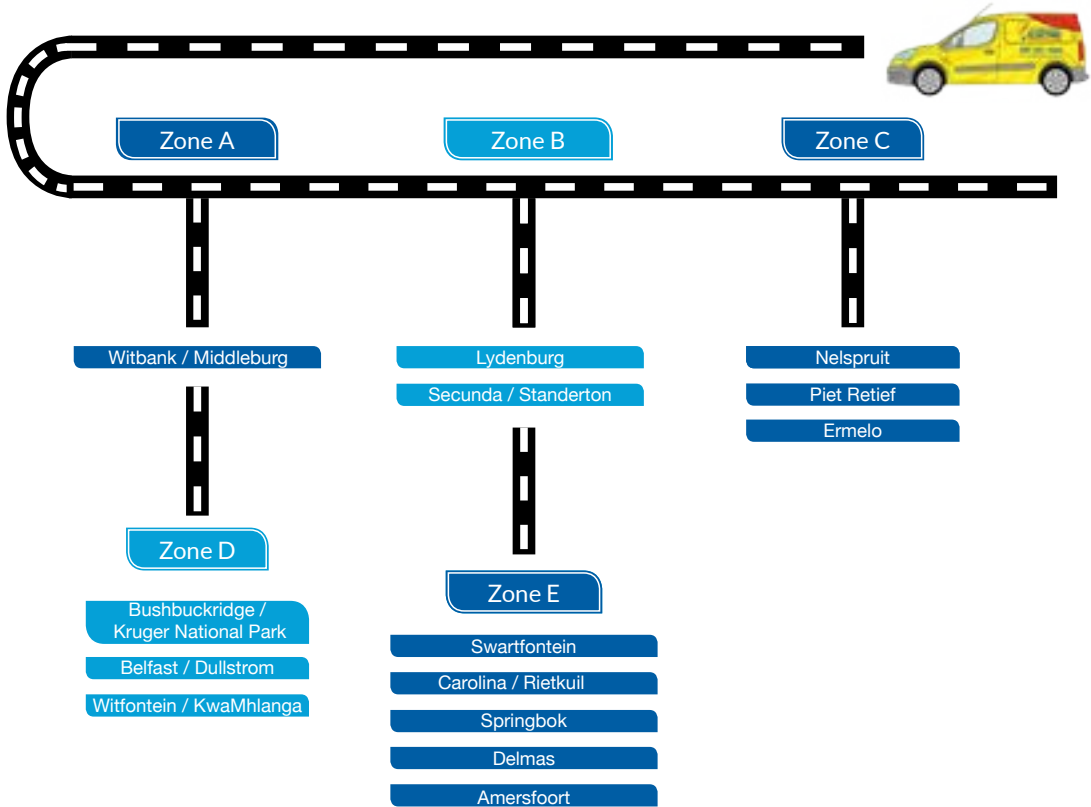 Zone A
Zone B
Zone C
Witbank / Middleburg
Lydenburg
Nelspruit
Secunda / Standerton
Piet Retief
Ermelo
Zone D
Zone E
Bushbuckridge /
Kruger National Park
Belfast / Dullstrom
Witfontein / KwaMhlanga
Swartfontein
Carolina / Rietkuil
Springbok
Delmas
Amersfoort